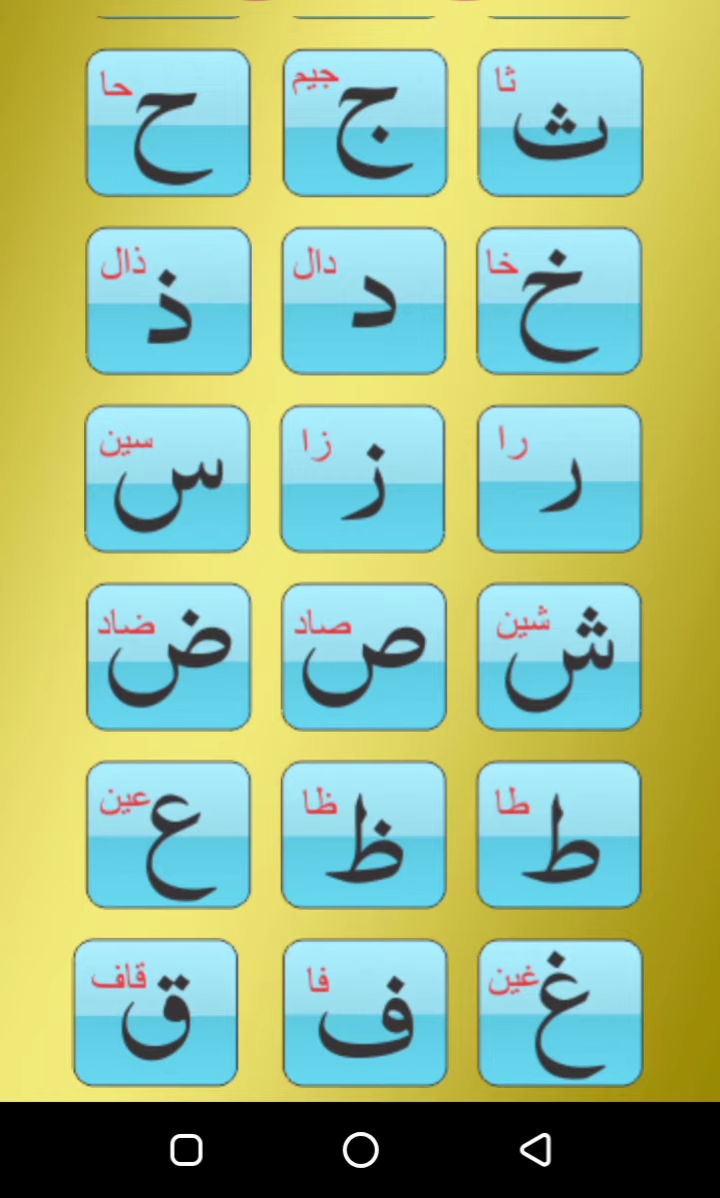 ثا ث جيم ج حا ح
خا خ دال د ذال ذ
را ر زا ز سين س
شين ش صاد ص ضاد ض
طا ط ظا ظ عين ع
غين غ فا ف قاف ق